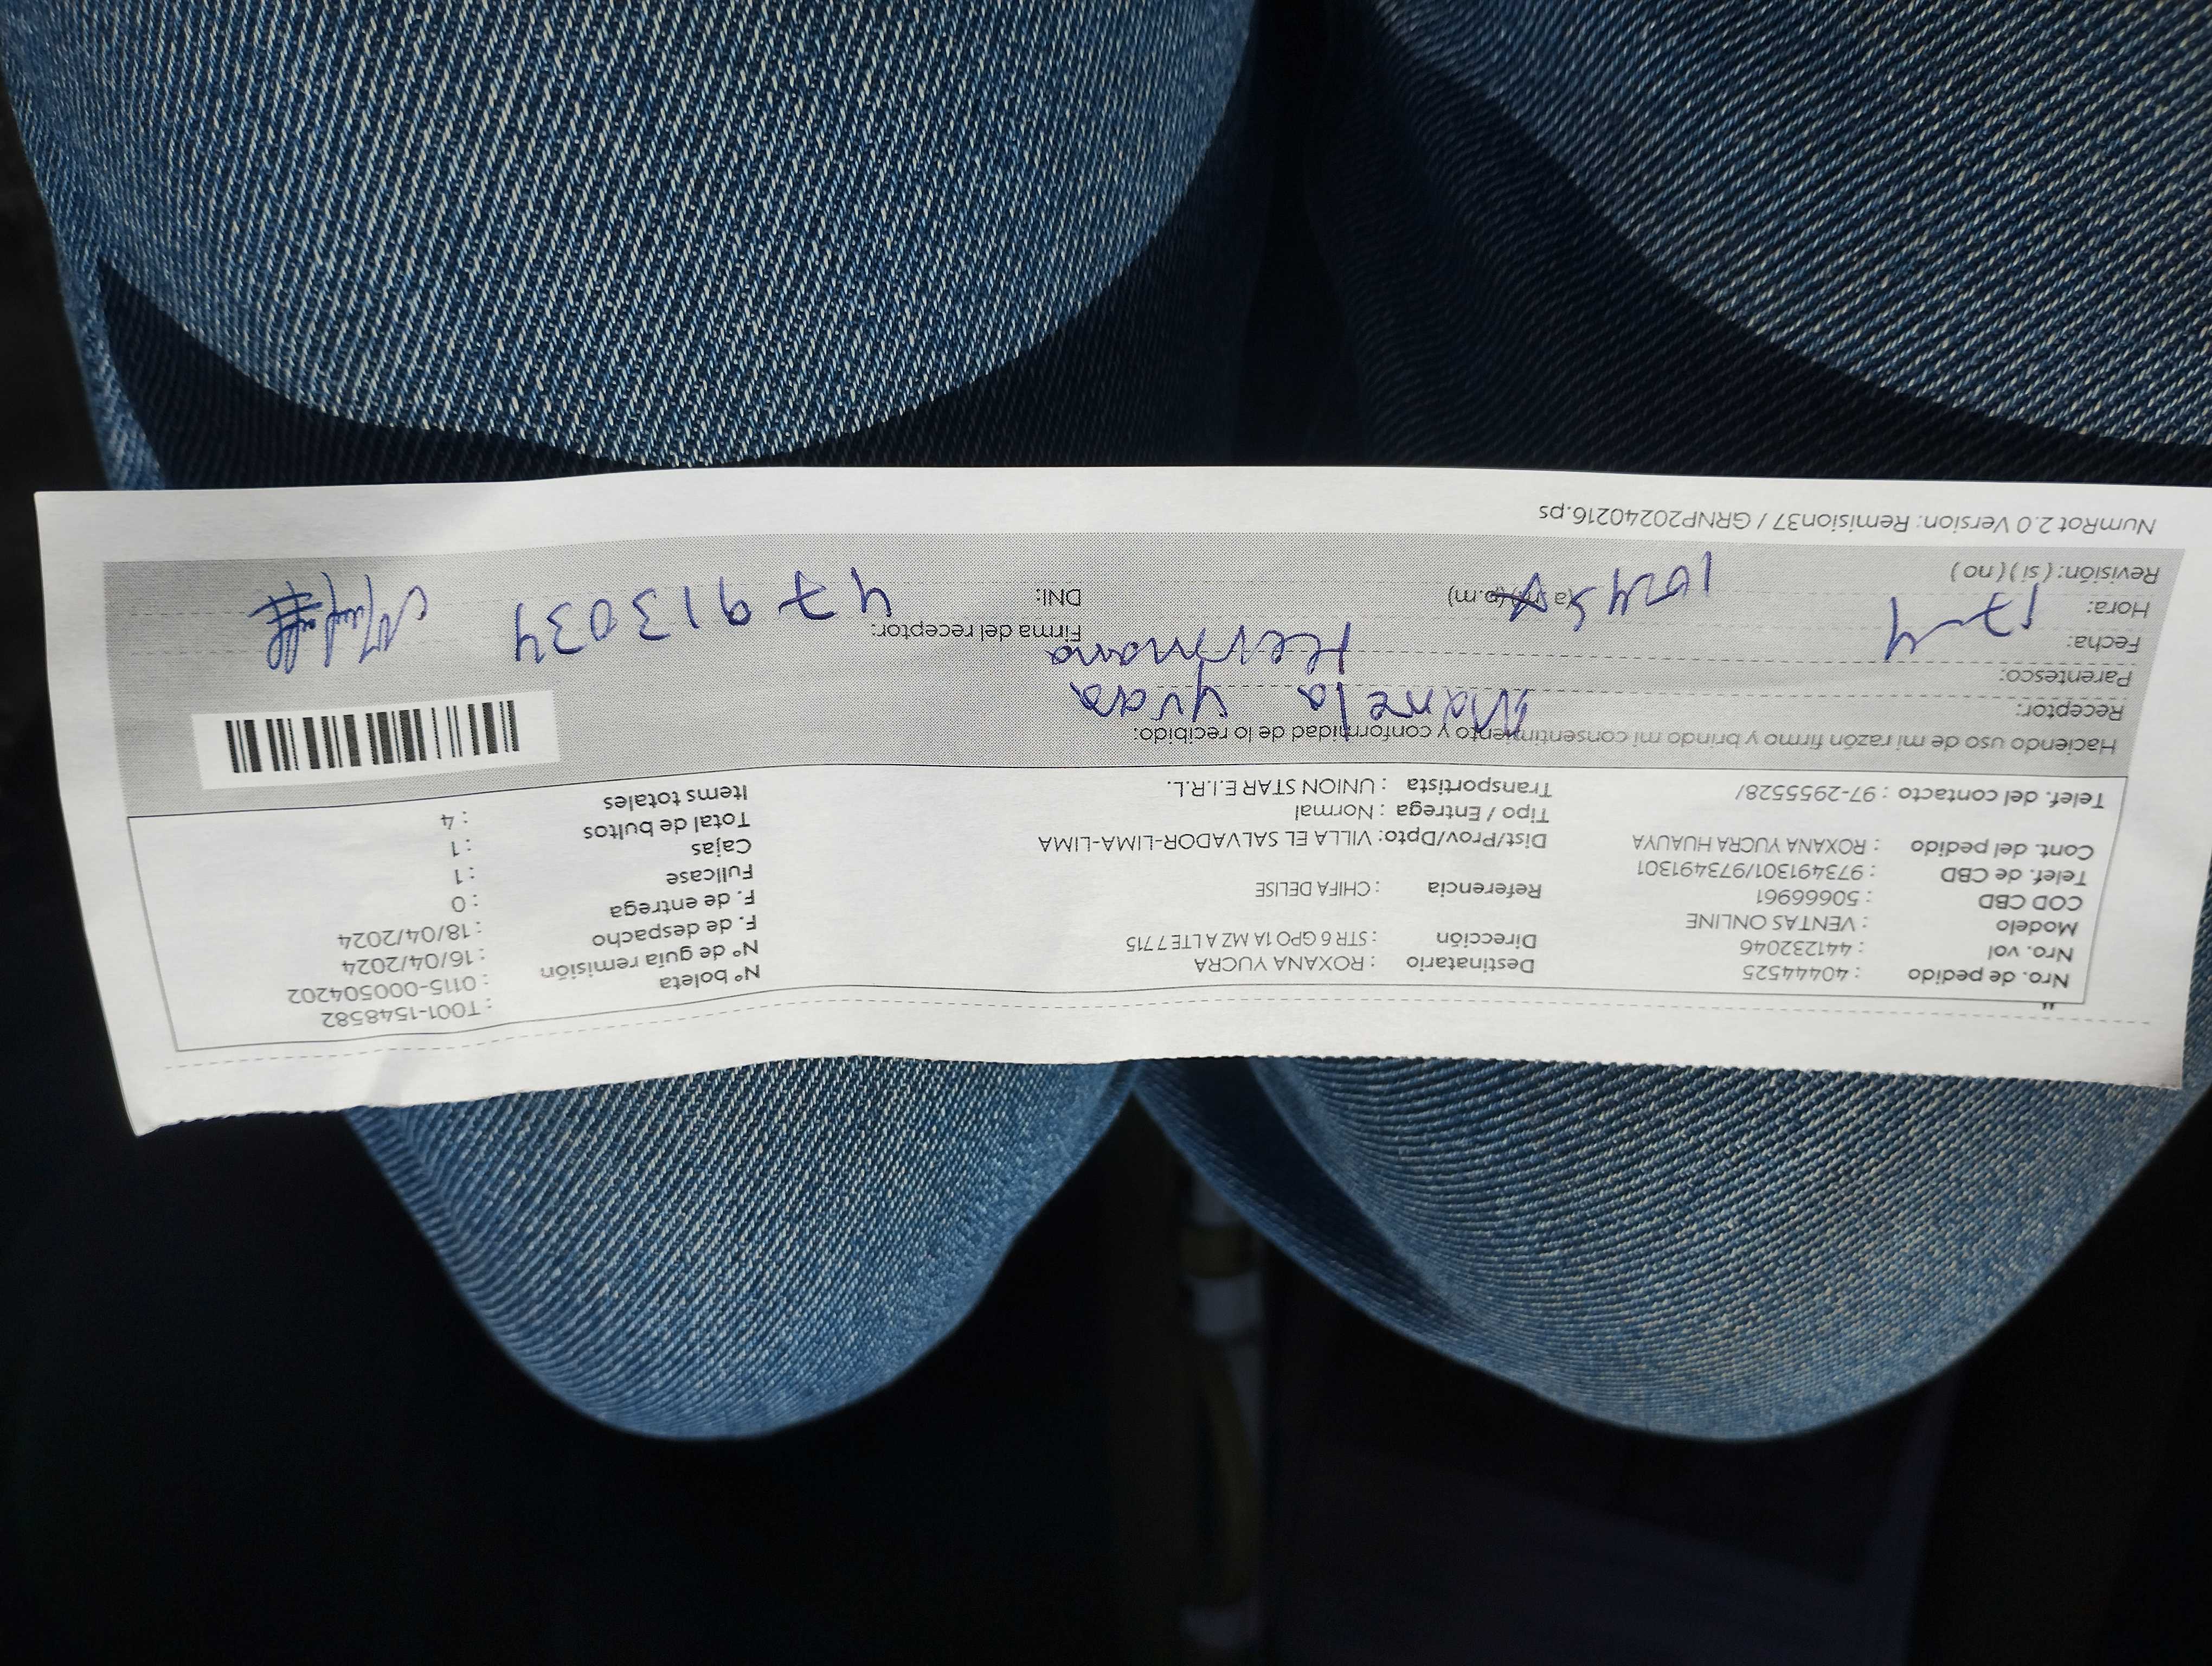 "
Nro. de pedido : 40444525 Destinatario : ROXANA YUCRA Nº boleta : T001-1548582
Nro. vol : 441232046 Dirección : STR 6 GPO 1A MZ A LTE 7 715 Nº de guía remisión : 0115-000504202
Modelo : VENTAS ONLINE F. de despacho : 16/04/2024
COD CBD : 50666961 Referencia : CHIFA DELISE F. de entrega : 18/04/2024
Telef. de CBD : 973491301/973491301 Fullcase : 0
Cont. del pedido : ROXANA YUCRA HUAUYA Dist/Prov/Dpto: VILLA EL SALVADOR-LIMA-LIMA Cajas : 1
Tipo / Entrega : Normal Total de bultos : 1
Telef. del contacto : 97-2955528/ Transportista : UNION STAR E.I.R.L. Items totales : 4
Haciendo uso de mi razón firmo y brindo mi consentimiento y conformidad de lo recibido:
Receptor:
Parentesco: Hermana
Fecha: 17-4 Firma del receptor:
Hora: 1045 (a.m) (p.m) DNI: 47913034
Revisión: ( si ) ( no )
NumRot 2.0 Version: Remision37 / GRNP20240216.ps